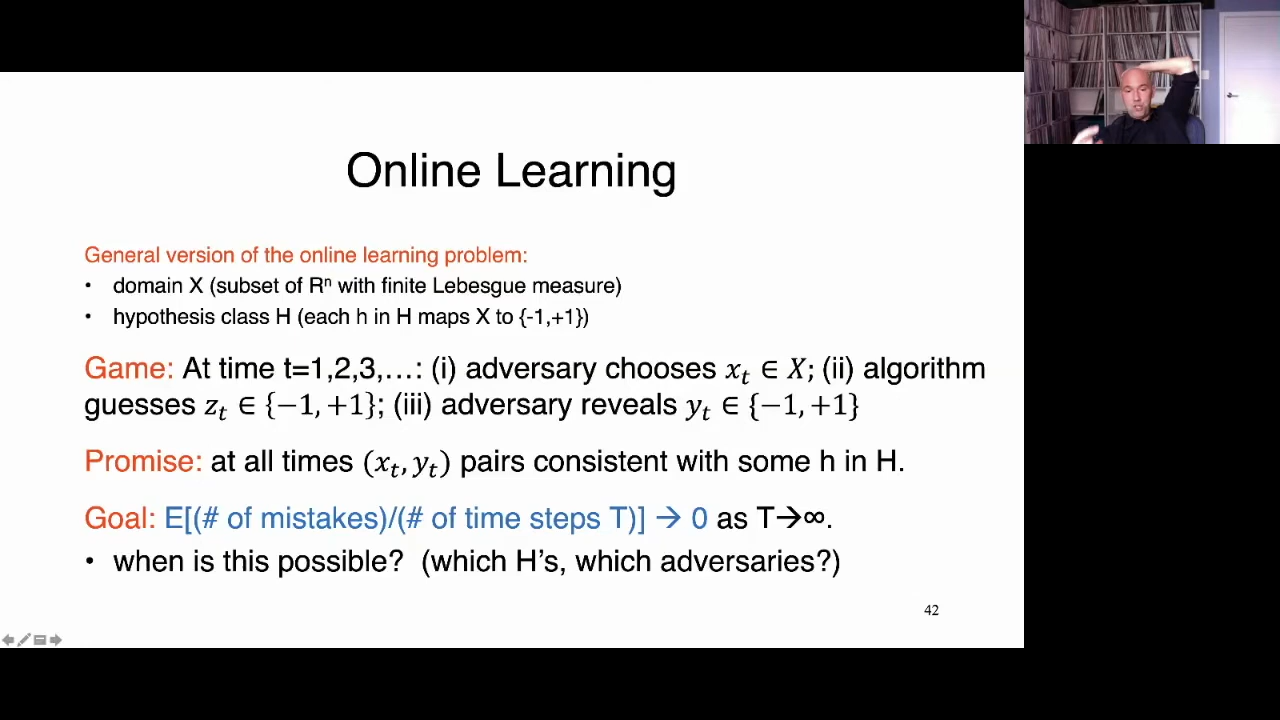 Online Learning
General version of the online learning problem:
• domain X (subset of Rⁿ with finite Lebesgue measure)
• hypothesis class H (each h in H maps X to {-1,+1})
Game: At time t=1,2,3,…: (i) adversary chooses 𝑥ₜ ∈ 𝑋; (ii) algorithm
guesses 𝑧ₜ ∈ {−1, +1}; (iii) adversary reveals 𝑦ₜ ∈ {−1, +1}
Promise: at all times (𝑥ₜ, 𝑦ₜ) pairs consistent with some h in H.
Goal: E[(# of mistakes)/(# of time steps T)] → 0 as T→∞.
• when is this possible? (which H’s, which adversaries?)
42